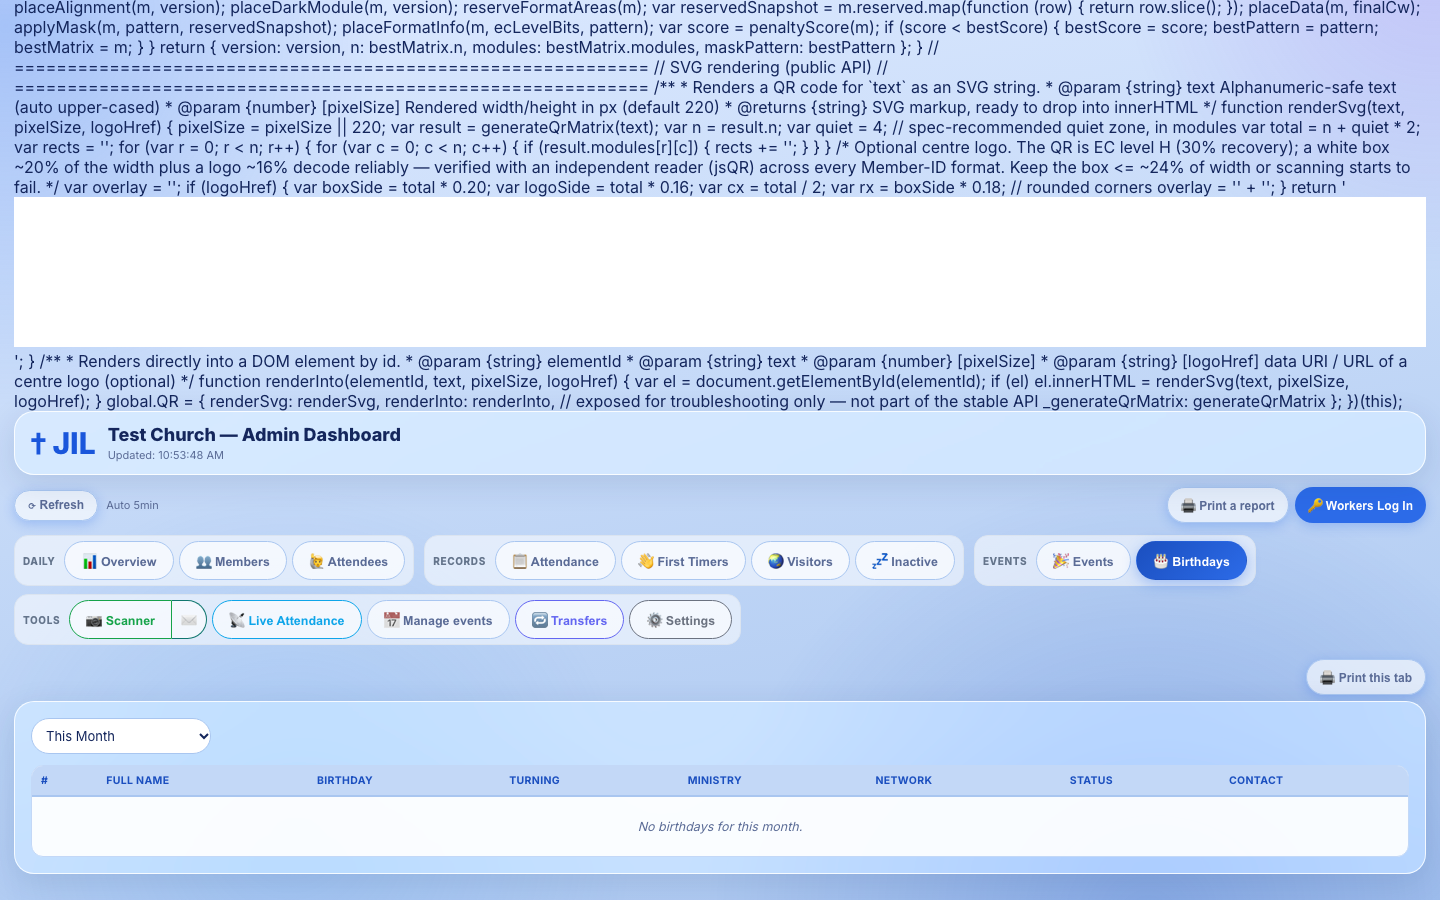 placeAlignment(m, version); placeDarkModule(m, version); reserveFormatAreas(m); var reservedSnapshot = m.reserved.map(function (row) { return row.slice(); }); placeData(m, finalCw);
applyMask(m, pattern, reservedSnapshot); placeFormatInfo(m, ecLevelBits, pattern); var score = penaltyScore(m); if (score < bestScore) { bestScore = score; bestPattern = pattern;
bestMatrix = m; } } return { version: version, n: bestMatrix.n, modules: bestMatrix.modules, maskPattern: bestPattern }; } //
============================================================ // SVG rendering (public API) //
============================================================ /** * Renders a QR code for `text` as an SVG string. * @param {string} text Alphanumeric-safe text
(auto upper-cased) * @param {number} [pixelSize] Rendered width/height in px (default 220) * @returns {string} SVG markup, ready to drop into innerHTML */ function renderSvg(text,
pixelSize, logoHref) { pixelSize = pixelSize || 220; var result = generateQrMatrix(text); var n = result.n; var quiet = 4; // spec-recommended quiet zone, in modules var total = n + quiet * 2;
var rects = ''; for (var r = 0; r < n; r++) { for (var c = 0; c < n; c++) { if (result.modules[r][c]) { rects += ''; } } } /* Optional centre logo. The QR is EC level H (30% recovery); a white box
~20% of the width plus a logo ~16% decode reliably — verified with an independent reader (jsQR) across every Member-ID format. Keep the box <= ~24% of width or scanning starts to
fail. */ var overlay = ''; if (logoHref) { var boxSide = total * 0.20; var logoSide = total * 0.16; var cx = total / 2; var rx = boxSide * 0.18; // rounded corners overlay = '' + ''; } return '
'; } /** * Renders directly into a DOM element by id. * @param {string} elementId * @param {string} text * @param {number} [pixelSize] * @param {string} [logoHref] data URI / URL of a
centre logo (optional) */ function renderInto(elementId, text, pixelSize, logoHref) { var el = document.getElementById(elementId); if (el) el.innerHTML = renderSvg(text, pixelSize,
logoHref); } global.QR = { renderSvg: renderSvg, renderInto: renderInto, // exposed for troubleshooting only — not part of the stable API _generateQrMatrix: generateQrMatrix }; })(this);
✝ JIL
Test Church — Admin Dashboard
Updated: 10:53:48 AM
⟳ Refresh
Auto 5min
🖨️ Print a report
🔑 Workers Log In
DAILY
📊 Overview
👥 Members
🙋 Attendees
RECORDS
📋 Attendance
👋 First Timers
🌍 Visitors
💤 Inactive
EVENTS
🎉 Events
🎂 Birthdays
TOOLS
📷 Scanner
✉️
📡 Live Attendance
📅 Manage events
🔁 Transfers
⚙️ Settings
🖨️ Print this tab
This Month
# FULL NAME BIRTHDAY TURNING MINISTRY NETWORK STATUS CONTACT
No birthdays for this month.